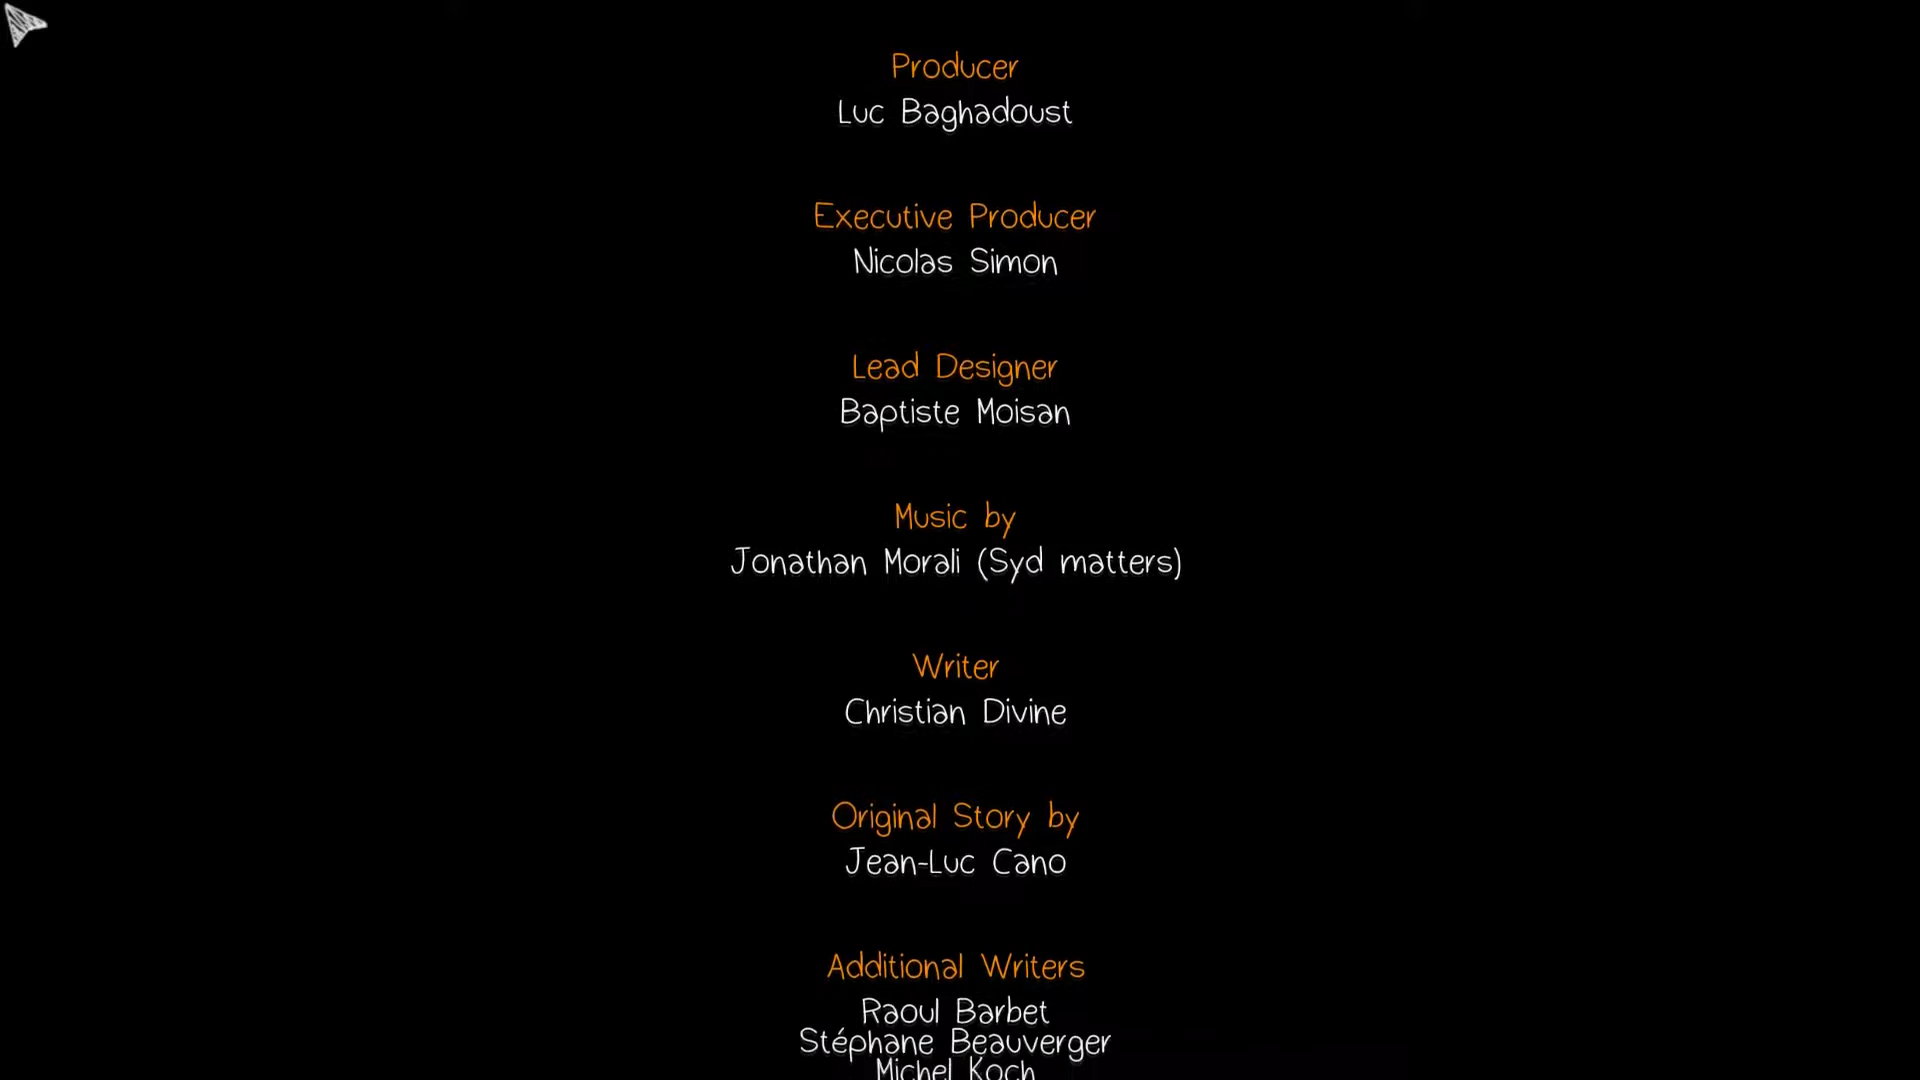 Producer
Luc Baghadoust
Executive Producer
Nicolas Simon
Lead Designer
Baptiste Moisan
Music by
Jonathan Morali (Syd matters)
Writer
Christian Divine
Original Story by
Jean-Luc Cano
Additional Writers
Raoul Barbet
Stéphane Beauverger
Michel Koch